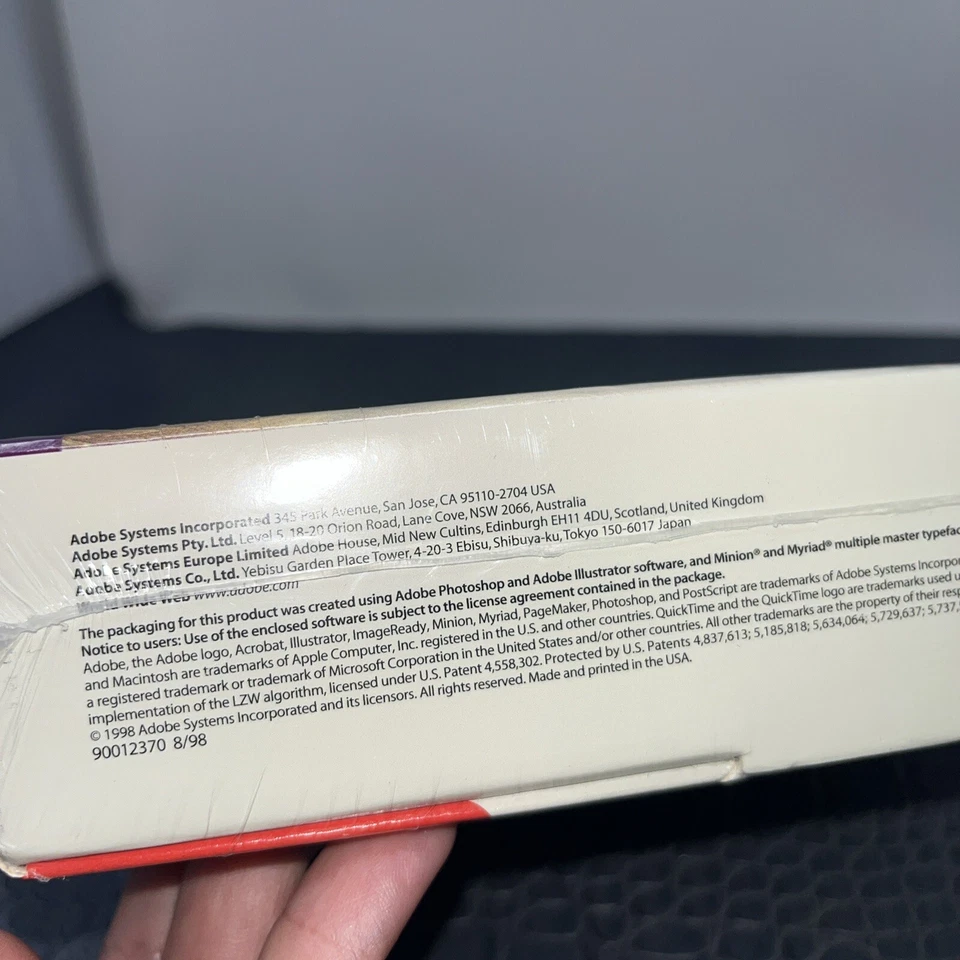 Adobe Systems Incorporated 345 Park Avenue, San Jose, CA 95110-2704 USA
Adobe Systems Pty. Ltd. Level 5, 18-20 Orion Road, Lane Cove, NSW 2066, Australia
Adobe Systems Europe Limited Adobe House, Mid New Cultins, Edinburgh EH11 4DU, Scotland, United Kingdom
Adobe Systems Co., Ltd. Yebisu Garden Place Tower, 4-20-3 Ebisu, Shibuya-ku, Tokyo 150-6017 Japan
World Wide Web www.adobe.com
The packaging for this product was created using Adobe Photoshop and Adobe Illustrator software, and Minion® and Myriad® multiple master
Notice to users: Use of the enclosed software is subject to the license agreement contained in the package.
Adobe, the Adobe logo, Acrobat, Illustrator, ImageReady, Minion, Myriad, PageMaker, Photoshop, and PostScript are trademarks of Adobe Systems
and Macintosh are trademarks of Apple Computer, Inc. registered in the U.S. and other countries. QuickTime and the QuickTime logo are trademarks used
a registered trademark or trademark of Microsoft Corporation in the United States and/or other countries. All other trademarks are the property of their
implementation of the LZW algorithm, licensed under U.S. Patent 4,558,302. Protected by U.S. Patents 4,837,613; 5,185,818; 5,634,064; 5,729,637;
© 1998 Adobe Systems Incorporated and its licensors. All rights reserved. Made and printed in the USA.
90012370 8/98